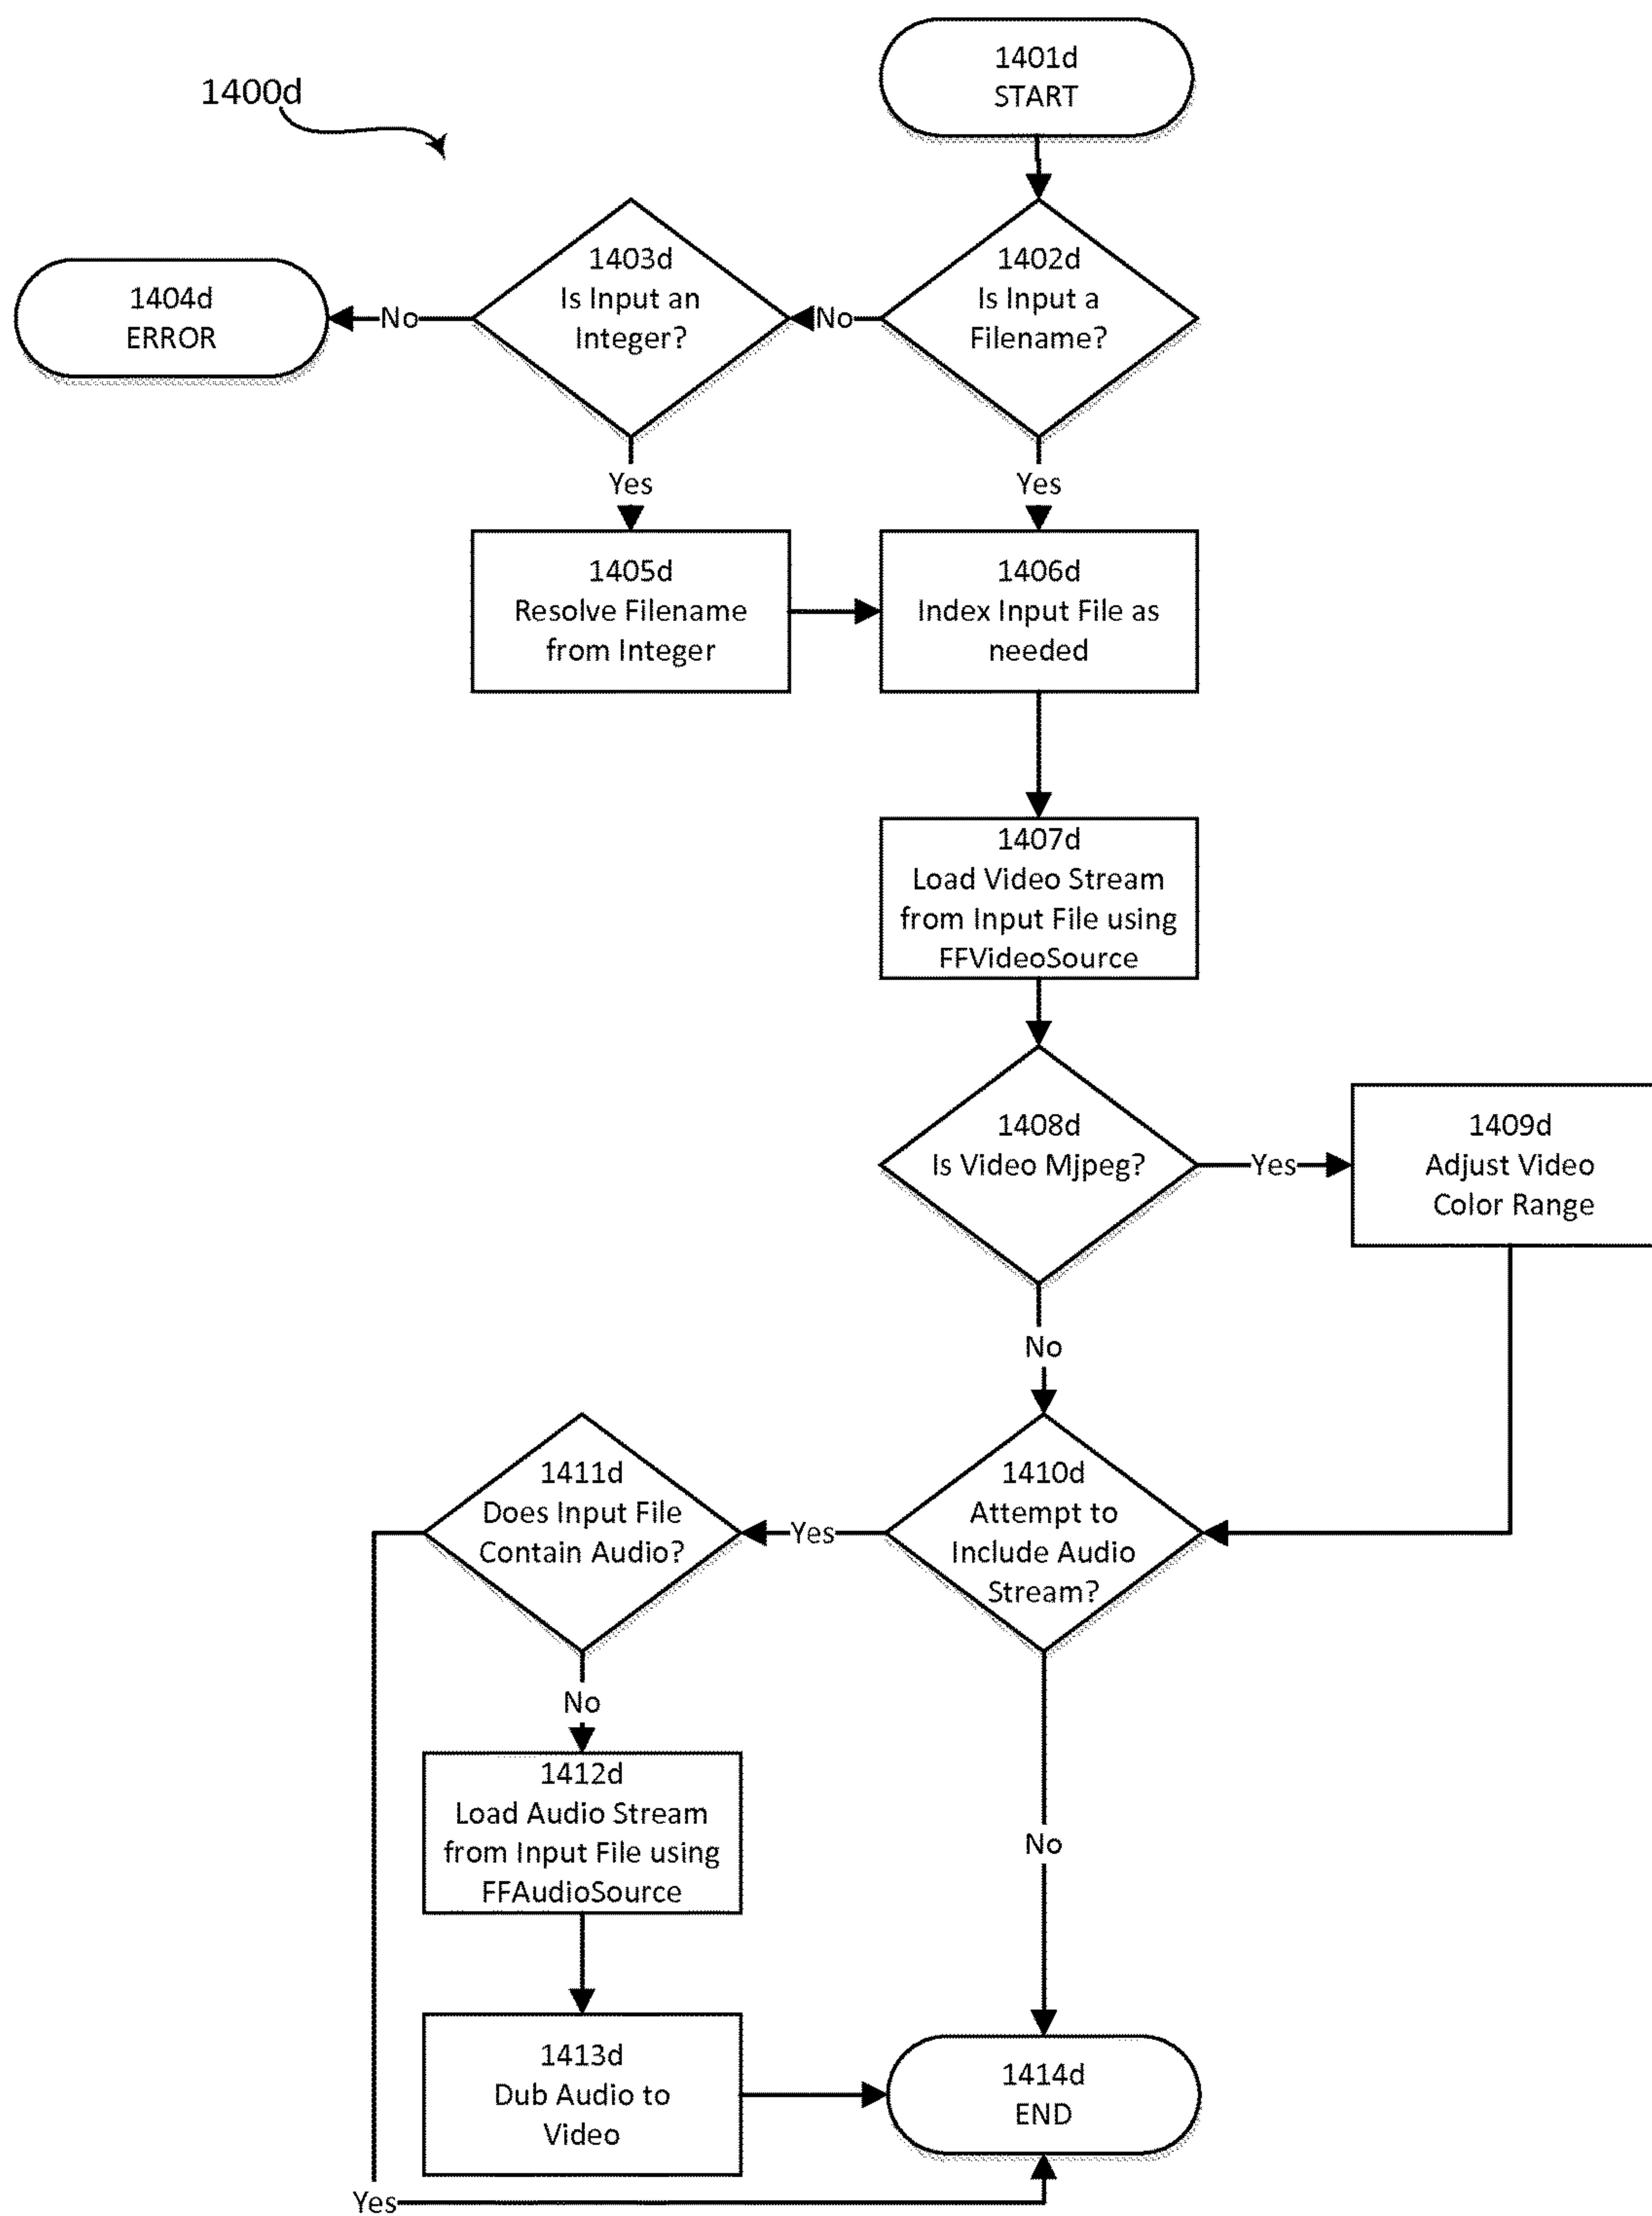 1400d
1401d
START
1402d
Is Input a
Filename?
No
1403d
Is Input an
Integer?
No
1404d
ERROR
Yes
Yes
1405d
Resolve Filename
from Integer
1406d
Index Input File as
needed
1407d
Load Video Stream
from Input File using
FFVideoSource
1408d
Is Video Mjpeg?
Yes
1409d
Adjust Video
Color Range
No
1410d
Attempt to
Include Audio
Stream?
Yes
1411d
Does Input File
Contain Audio?
No
1412d
Load Audio Stream
from Input File using
FFAudioSource
No
1413d
Dub Audio to
Video
1414d
END
Yes